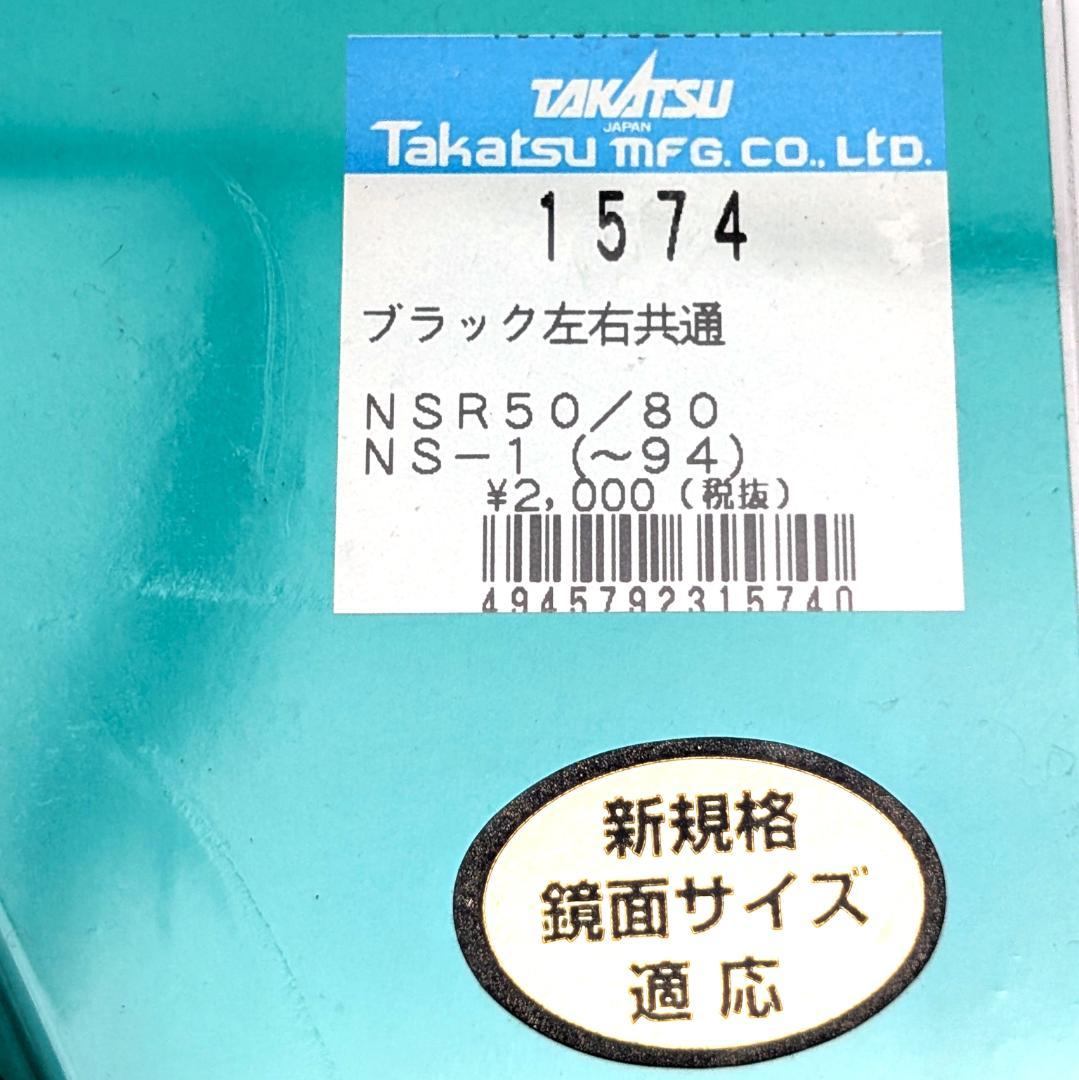 TAKATSU
JAPAN
Takatsu MFG. CO., LTD.
1574
ブラック左右共通
NSR50/80
NS-1 (~94)
¥2,000(税抜)
4945792315740
新規格
鏡面サイズ
適応